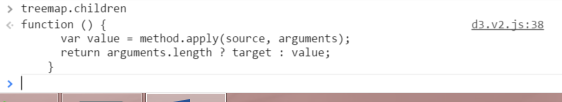 > treemap.children
<· function () { d3.v2.js:38
var value = method.apply(source, arguments);
return arguments.length ? target : value;
}
>